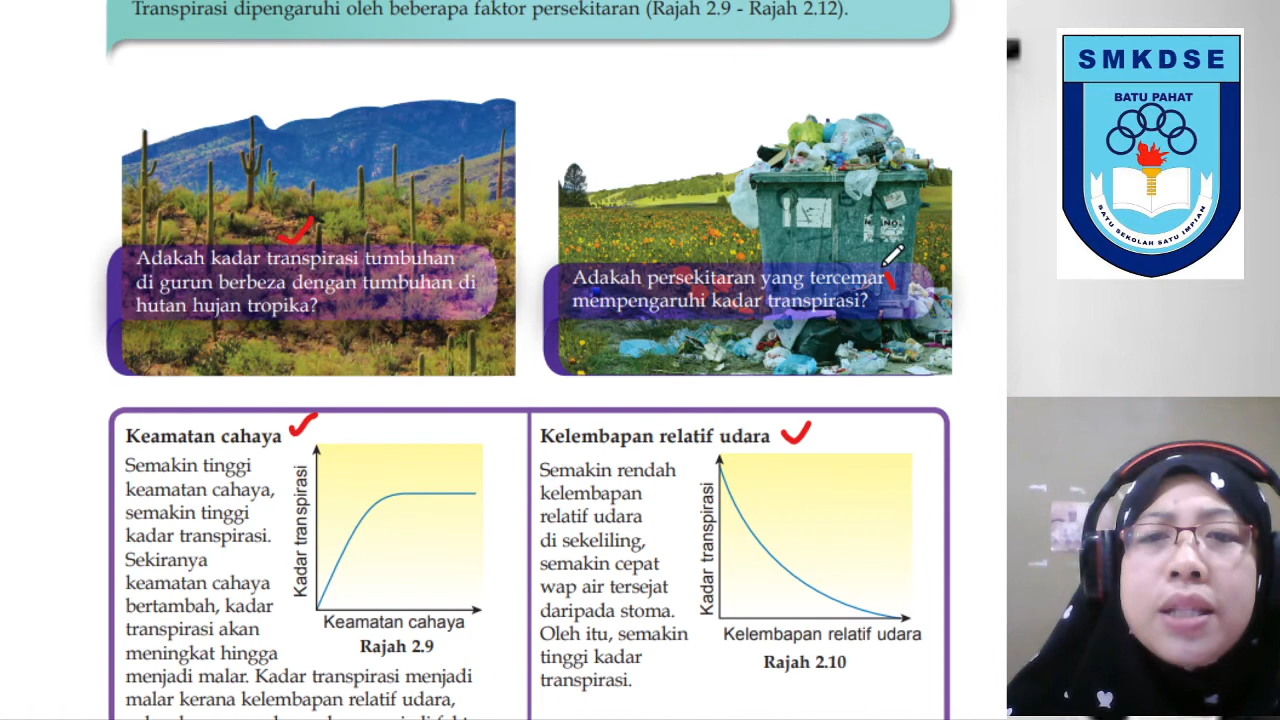 Transpirasi dipengaruhi oleh beberapa faktor persekitaran (Rajah 2.9 - Rajah 2.12).
Adakah kadar transpirasi tumbuhan
di gurun berbeza dengan tumbuhan di
hutan hujan tropika?
Adakah persekitaran yang tercemar
mempengaruhi kadar transpirasi?
Keamatan cahaya
Semakin tinggi
keamatan cahaya,
semakin tinggi
kadar transpirasi.
Sekiranya
keamatan cahaya
bertambah, kadar
transpirasi akan
meningkat hingga
menjadi malar. Kadar transpirasi menjadi
malar kerana kelembapan relatif udara,
Kadar transpirasi
Keamatan cahaya
Rajah 2.9
Kelembapan relatif udara
Semakin rendah
kelembapan
relatif udara
di sekeliling,
semakin cepat
wap air tersejat
daripada stoma.
Oleh itu, semakin
tinggi kadar
transpirasi.
Kadar transpirasi
Kelembapan relatif udara
Rajah 2.10
SMKDSE
BATU PAHAT
BATU SEKOLAH SATU IMPIAN